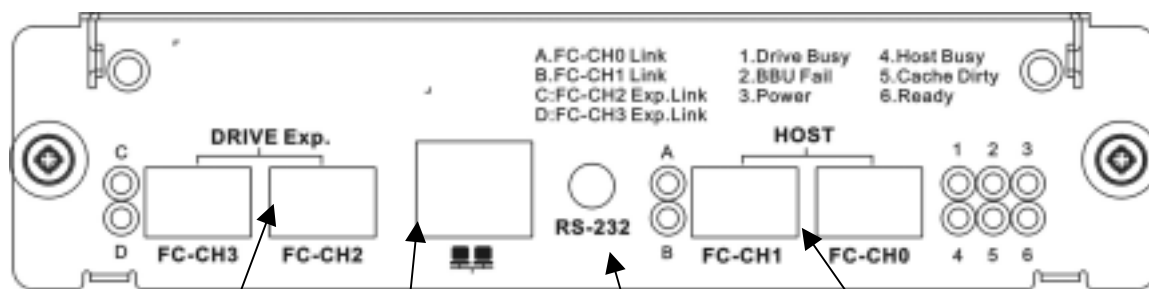 A.FC-CH0 Link 1.Drive Busy 4.Host Busy
B.FC-CH1 Link 2.BBU Fail 5.Cache Dirty
C:FC-CH2 Exp.Link 3.Power 6.Ready
D:FC-CH3 Exp.Link
DRIVE Exp. HOST
C A 1 2 3
RS-232
D FC-CH3 FC-CH2 B FC-CH1 FC-CH0 4 5 6